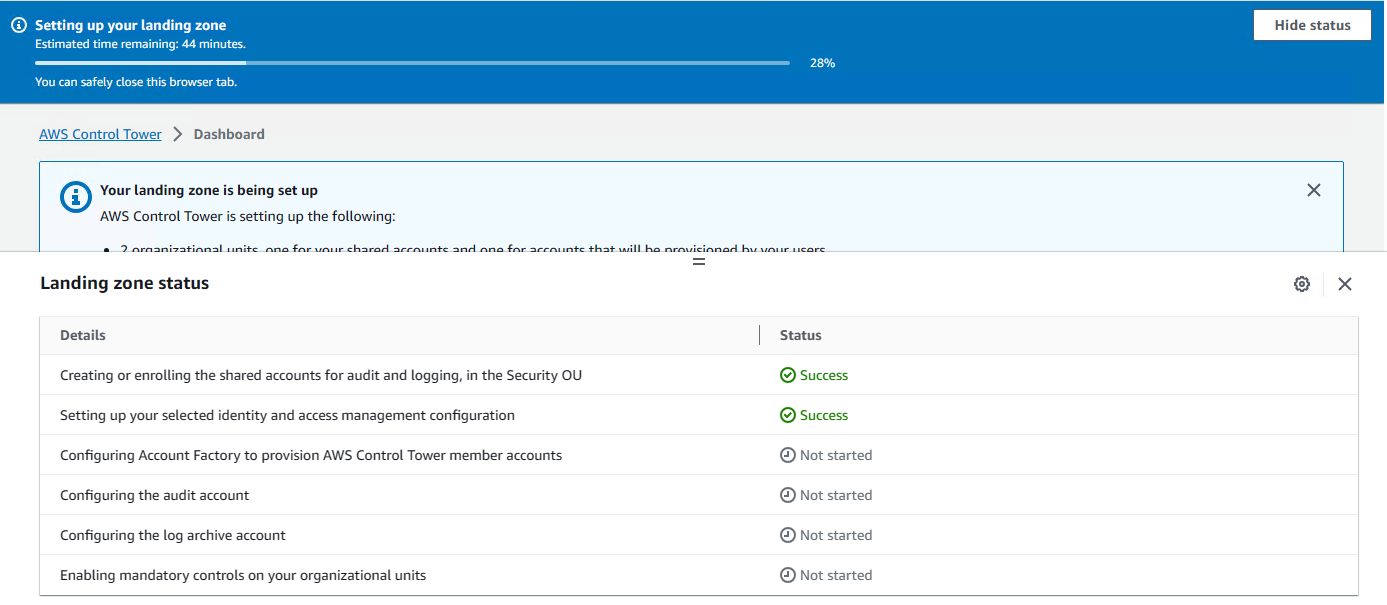 Setting up your landing zone
Hide status
Estimated time remaining: 44 minutes.
28%
You can safely close this browser tab.
AWS Control Tower
Dashboard
Your landing zone is being set up
AWS Control Tower is setting up the following:
2 organizational units, one for your shared accounts and one for accounts that will be provisioned by your users
Landing zone status
Details Status
Creating or enrolling the shared accounts for audit and logging, in the Security OU Success
Setting up your selected identity and access management configuration Success
Configuring Account Factory to provision AWS Control Tower member accounts Not started
Configuring the audit account Not started
Configuring the log archive account Not started
Enabling mandatory controls on your organizational units Not started